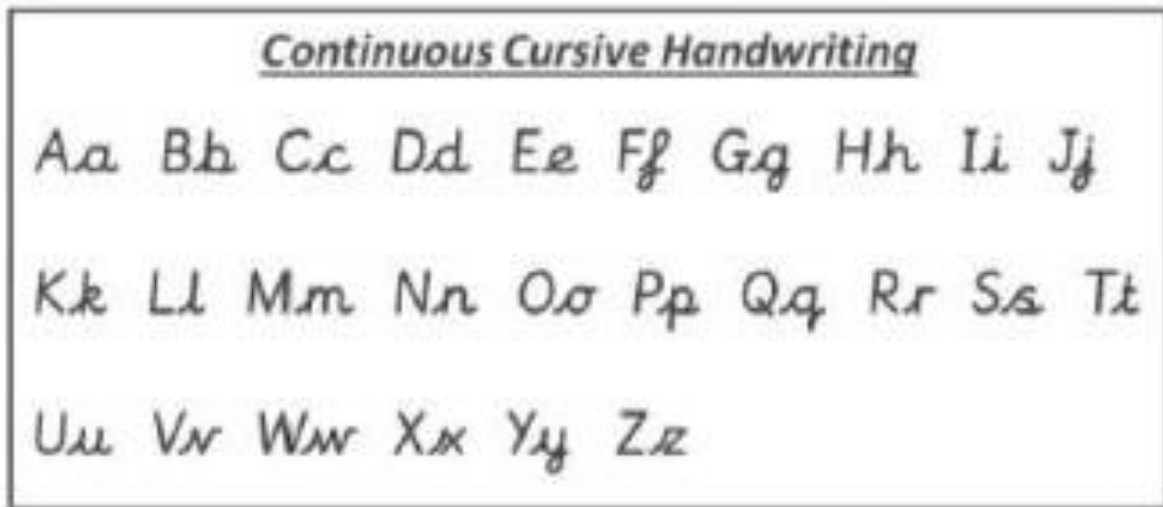 Continuous Cursive Handwriting
Aa Bb Cc Dd Ee Ff Gg Hh Ii Jj
Kk Ll Mm Nn Oo Pp Qq Rr Ss Tt
Uu Vv Ww Xx Yy Zz